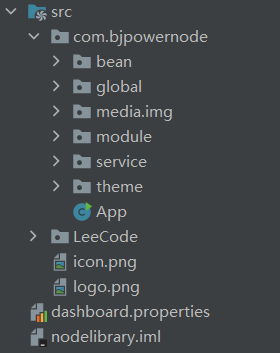 src
com.bjpowernode
bean
global
media.img
module
service
theme
App
LeeCode
icon.png
logo.png
dashboard.properties
nodelibrary.iml